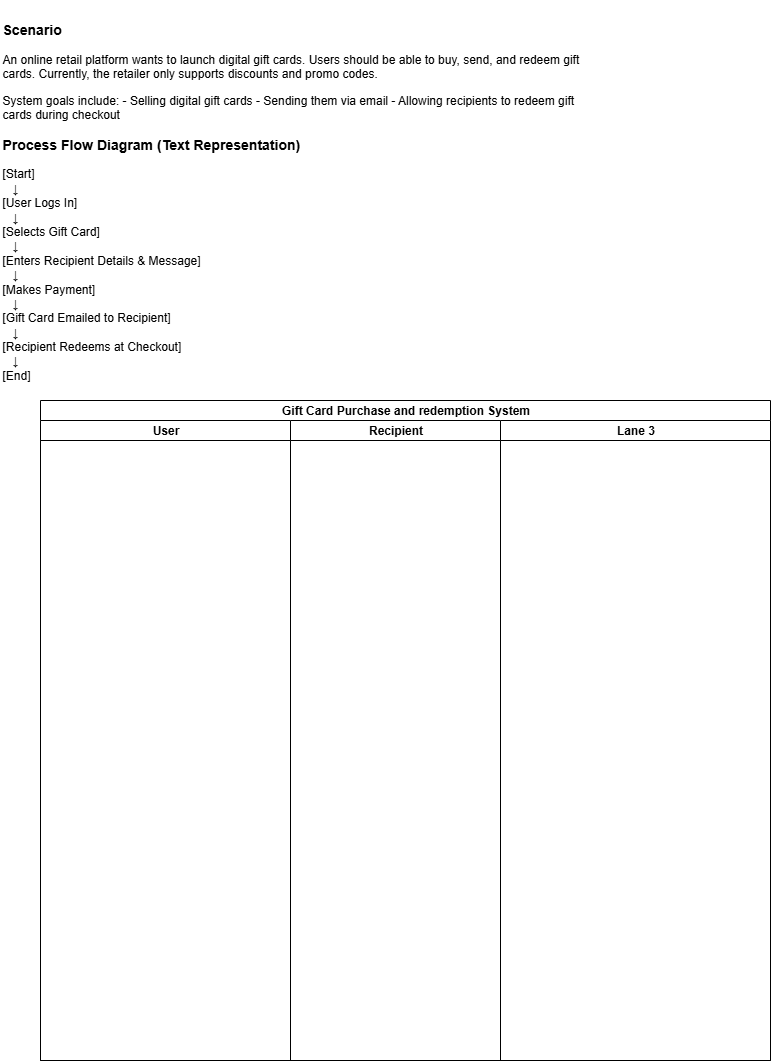 Scenario
An online retail platform wants to launch digital gift cards. Users should be able to buy, send, and redeem gift
cards. Currently, the retailer only supports discounts and promo codes.
System goals include: - Selling digital gift cards - Sending them via email - Allowing recipients to redeem gift
cards during checkout
Process Flow Diagram (Text Representation)
[Start]
↓
[User Logs In]
↓
[Selects Gift Card]
↓
[Enters Recipient Details & Message]
↓
[Makes Payment]
↓
[Gift Card Emailed to Recipient]
↓
[Recipient Redeems at Checkout]
↓
[End]
Gift Card Purchase and redemption System
User Recipient Lane 3